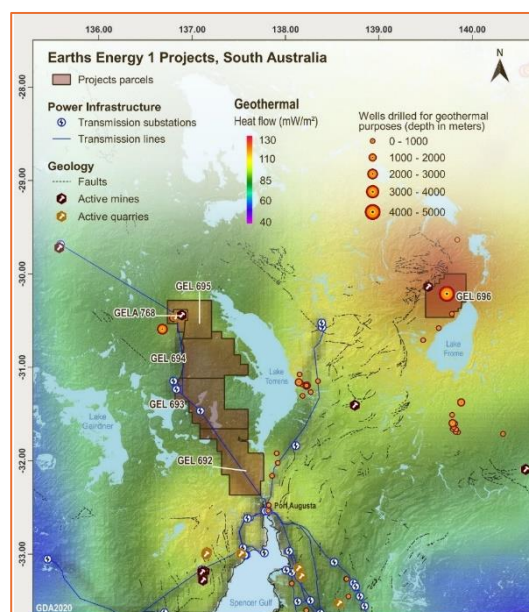 136.00
137.00
138.00
139.00
140.00
Earths Energy 1 Projects, South Australia
N
Projects parcels
Power Infrastructure
Transmission substations
Transmission lines
Geology
Faults
Active mines
Active quarries
Geothermal
Heat flow (mW/m²)
130
110
85
60
40
Wells drilled for geothermal
purposes (depth in meters)
0 - 1000
1000 - 2000
2000 - 3000
3000 - 4000
4000 - 5000
-28.00
-29.00
-30.00
-31.00
-32.00
-33.00
GEL 695
GELA 768
GEL 696
GEL 694
Lake
Torrens
Lake
Frome
GEL 693
Lake
Gairdner
GEL 692
Port Augusta
Spencer Gulf
GDA2020